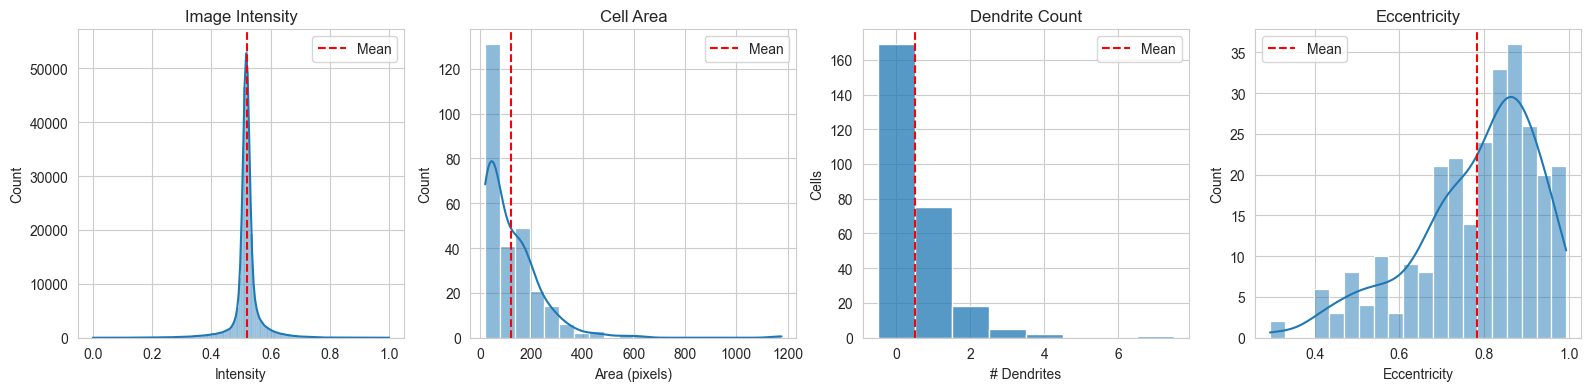 Image Intensity
Mean
50000
40000
30000
20000
10000
0
Count
0.0 0.2 0.4 0.6 0.8 1.0
Intensity
Cell Area
Mean
120
100
80
60
40
20
0
Count
0 200 400 600 800 1000 1200
Area (pixels)
Dendrite Count
Mean
160
140
120
100
80
60
40
20
0
Cells
0 2 4 6
# Dendrites
Eccentricity
Mean
35
30
25
20
15
10
5
0
Count
0.4 0.6 0.8 1.0
Eccentricity